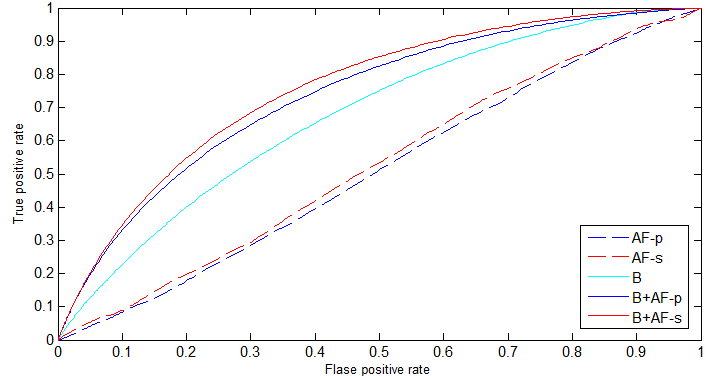 True positive rate
1
0.9
0.8
0.7
0.6
0.5
0.4
0.3
0.2
0.1
0
0 0.1 0.2 0.3 0.4 0.5 0.6 0.7 0.8 0.9 1
Flase positive rate
AF-p
AF-s
B
B+AF-p
B+AF-s